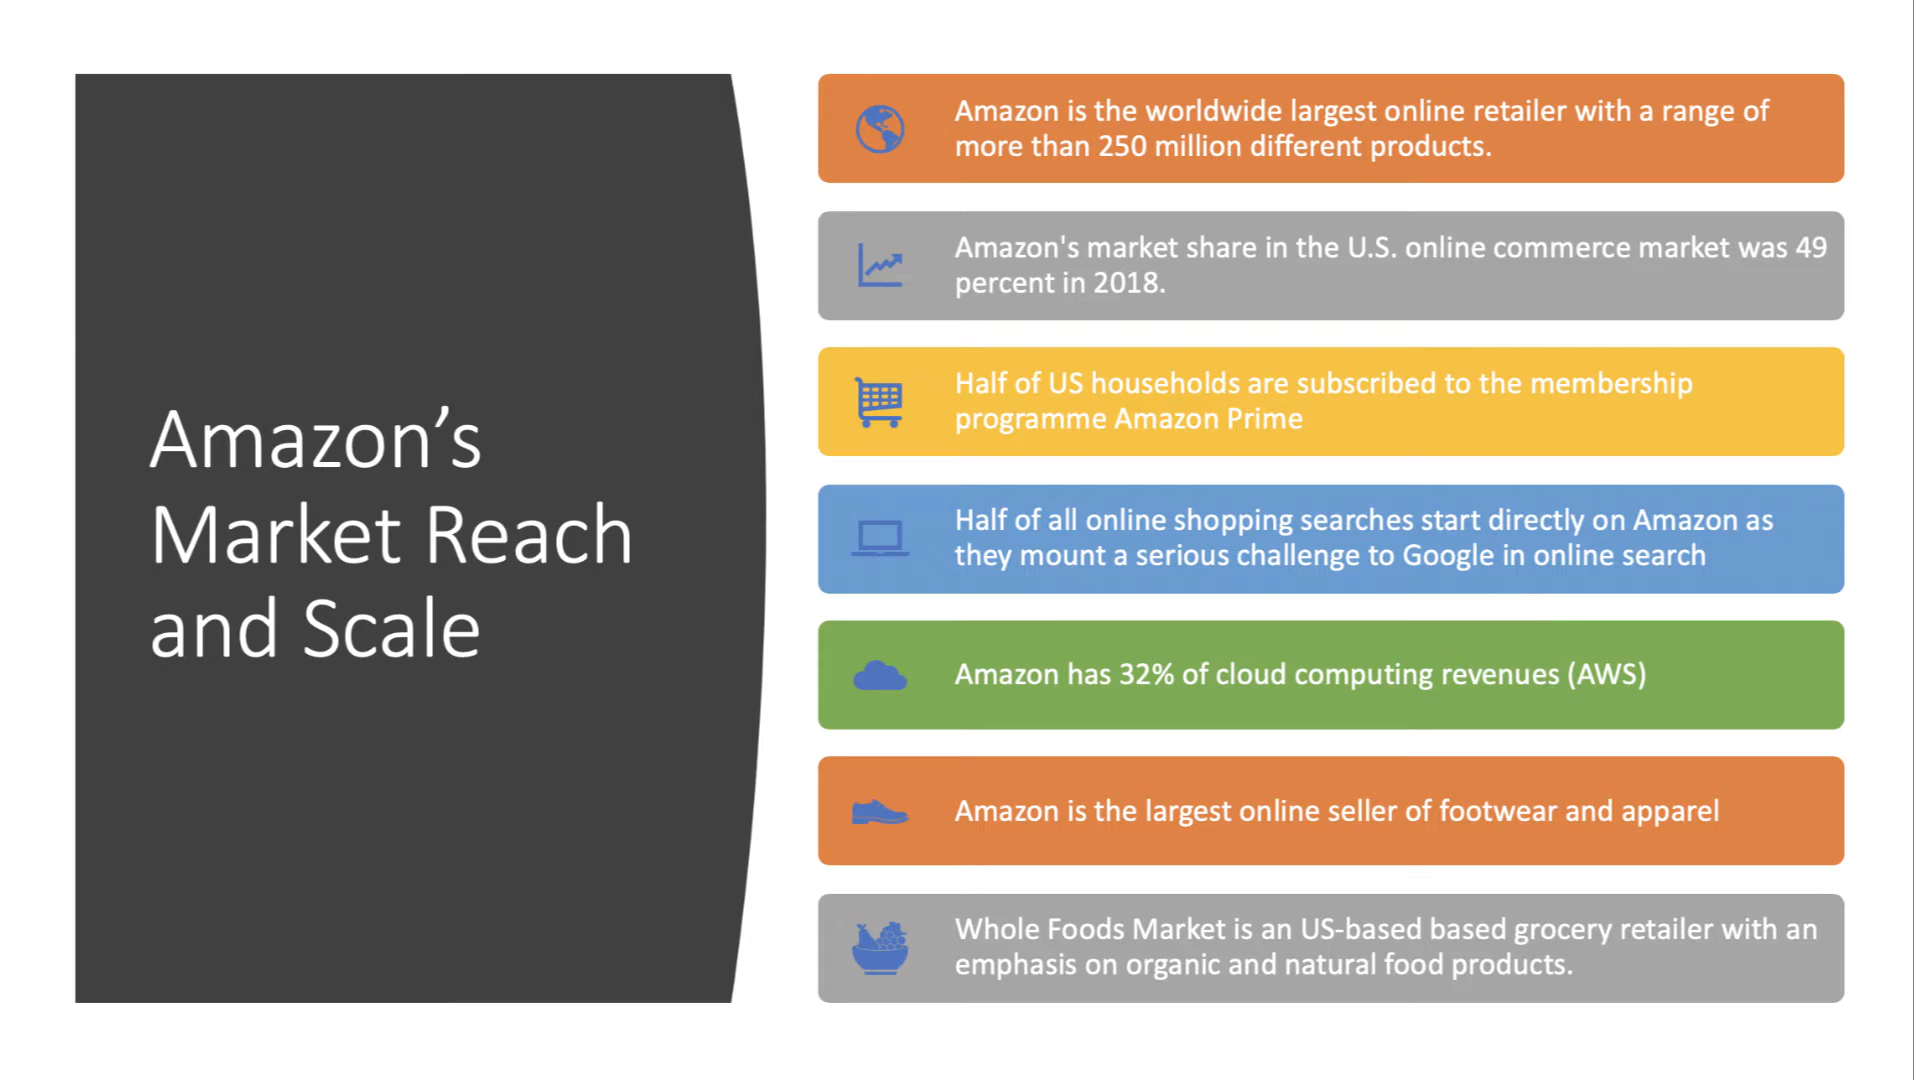 Amazon’s
Market Reach
and Scale
Amazon is the worldwide largest online retailer with a range of
more than 250 million different products.
Amazon's market share in the U.S. online commerce market was 49
percent in 2018.
Half of US households are subscribed to the membership
programme Amazon Prime
Half of all online shopping searches start directly on Amazon as
they mount a serious challenge to Google in online search
Amazon has 32% of cloud computing revenues (AWS)
Amazon is the largest online seller of footwear and apparel
Whole Foods Market is an US-based based grocery retailer with an
emphasis on organic and natural food products.